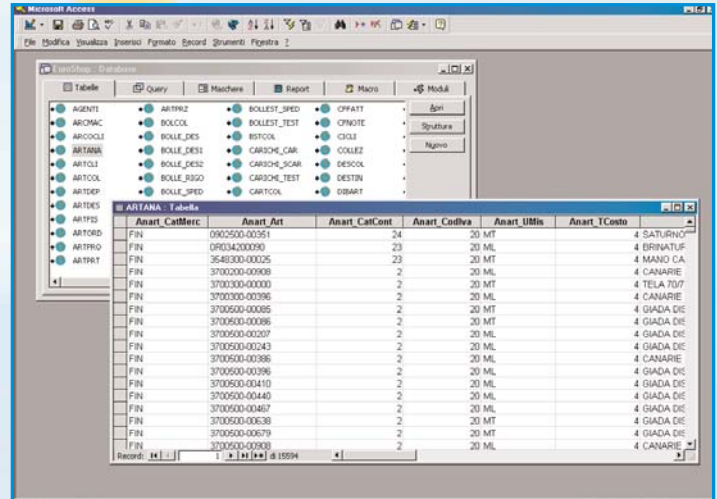 Microsoft Access
File Modifica Visualizza Inserisci Formato Record Strumenti Finestra ?
EuroShop : Database
Tabelle Query Maschere Report Macro Moduli
AGENTI ARTPRZ BOLLEST_SPED CFFATT Apri
ARCMAC BOLCOL BOLLEST_TEST CFNOTE Struttura
ARCOCLI BOLLE_DES BSTCOL CICLI
ARTANA BOLLE_DES1 CARICHI_CAR COLLEZ Nuovo
ARTCLI BOLLE_DES2 CARICHI_SCAR DESCOL
ARTCOL BOLLE_RIGO CARICHI_TEST DESTIN
ARTDEP BOLLE_SPED CARTCOL DIBART
ARTDES
ARTFIS
ARTORD
ARTPRO
ARTPRT
ARTANA : Tabella
Anart_CatMerc Anart_Art Anart_CatCont Anart_CodIva Anart_UMis Anart_TCosto
FIN 0902500-00351 24 20 MT 4 SATURNO
FIN OR034200090 23 20 ML 4 BRINATUF
FIN 3548300-00025 23 20 MT 4 MANO CA
FIN 3700200-00908 2 20 ML 4 CANARIE
FIN 3700300-00000 2 20 MT 4 TELA 70/7
FIN 3700300-00396 2 20 ML 4 CANARIE
FIN 3700500-00085 2 20 MT 4 GIADA DIS
FIN 3700500-00086 2 20 MT 4 GIADA DIS
FIN 3700500-00207 2 20 ML 4 GIADA DIS
FIN 3700500-00243 2 20 ML 4 GIADA DIS
FIN 3700500-00386 2 20 ML 4 CANARIE
FIN 3700500-00396 2 20 ML 4 GIADA DIS
FIN 3700500-00410 2 20 ML 4 GIADA DIS
FIN 3700500-00440 2 20 ML 4 GIADA DIS
FIN 3700500-00467 2 20 ML 4 GIADA DIS
FIN 3700500-00638 2 20 MT 4 GIADA DIS
FIN 3700500-00679 2 20 MT 4 GIADA DIS
FIN 3700500-00908 2 20 ML 4 CANARIE
Record: 1 di 15594